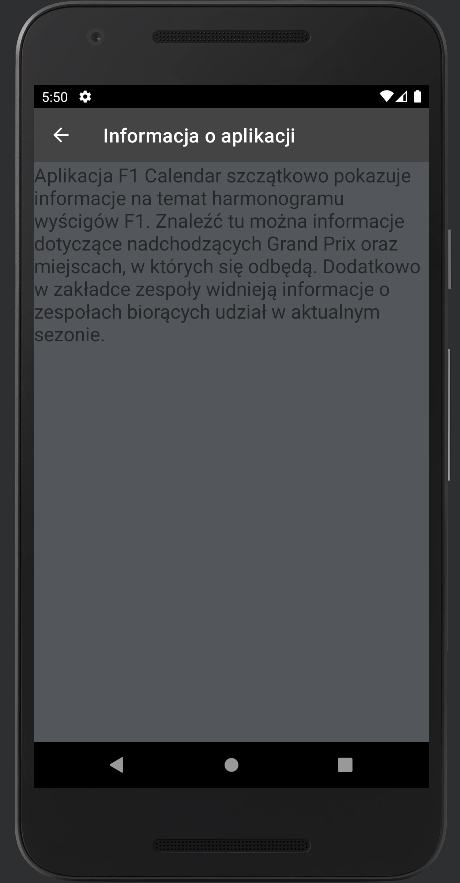 5:50
Informacja o aplikacji
Aplikacja F1 Calendar szczątkowo pokazuje
informacje na temat harmonogramu
wyścigów F1. Znaleźć tu można informacje
dotyczące nadchodzących Grand Prix oraz
miejscach, w których się odbędą. Dodatkowo
w zakładce zespoły widnieją informacje o
zespołach biorących udział w aktualnym
sezonie.